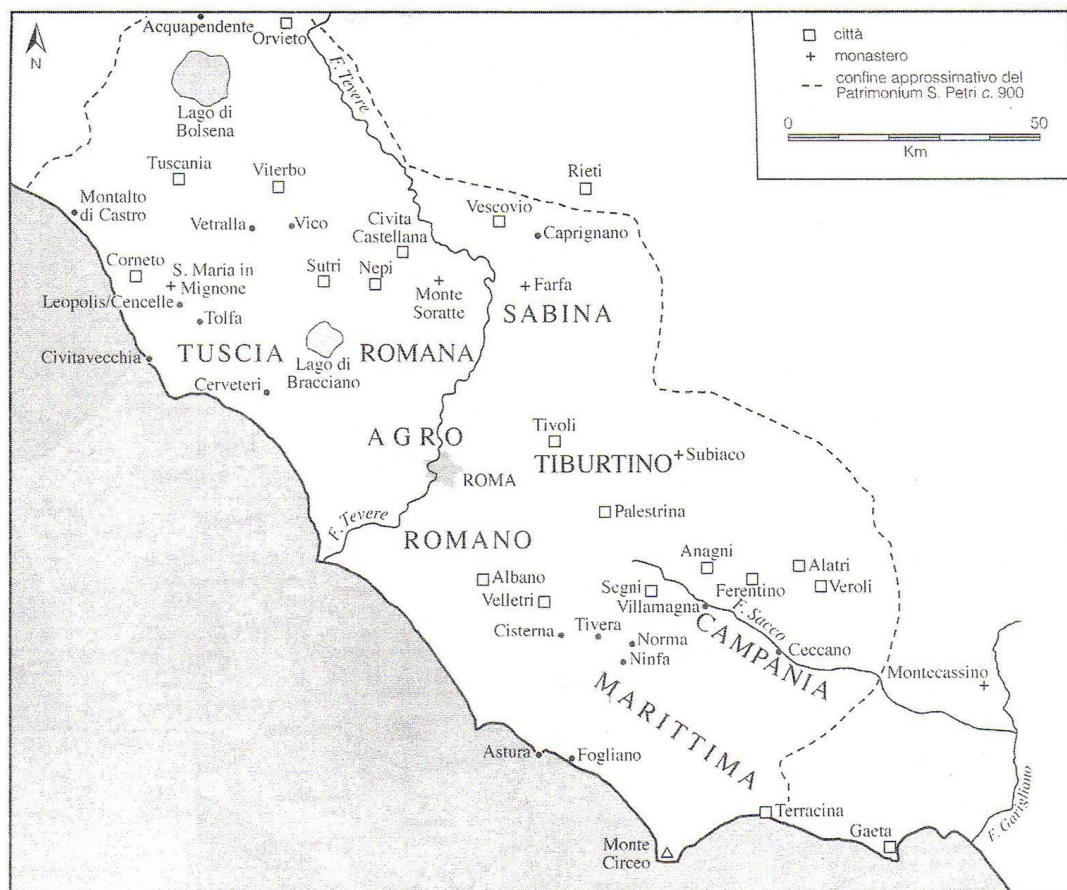 N
Acquapendente
Orvieto
F. Tevere
Lago di
Bolsena
città
monastero
confine approssimativo del
Patrimonium S. Petri c. 900
0 50
Km
Tuscania
Viterbo
Rieti
Montalto
di Castro
Vetralla
Vico
Civita
Castellana
Vescovio
Caprignano
Corneto
S. Maria in
Mignone
Sutri
Nepi
Monte
Soratte
Farfa
Leopolis/Cencelle
Tolfa
SABINA
Civitavecchia
TUSCIA ROMANA
Lago di
Bracciano
Cerveteri
AGRO
Tivoli
TIBURTINO
Subiaco
ROMA
F. Tevere
ROMANO
Palestrina
Albano
Velletri
Segni
Anagni
Ferentino
Alatri
Veroli
Villamagna
F. Sacco
Cisterna
Tivera
Norma
Ninfa
CAMPANIA
Ceccano
Montecassino
MARITTIMA
Astura
Fogliano
Terracina
Gaeta
F. Garigliano
Monte
Circeo